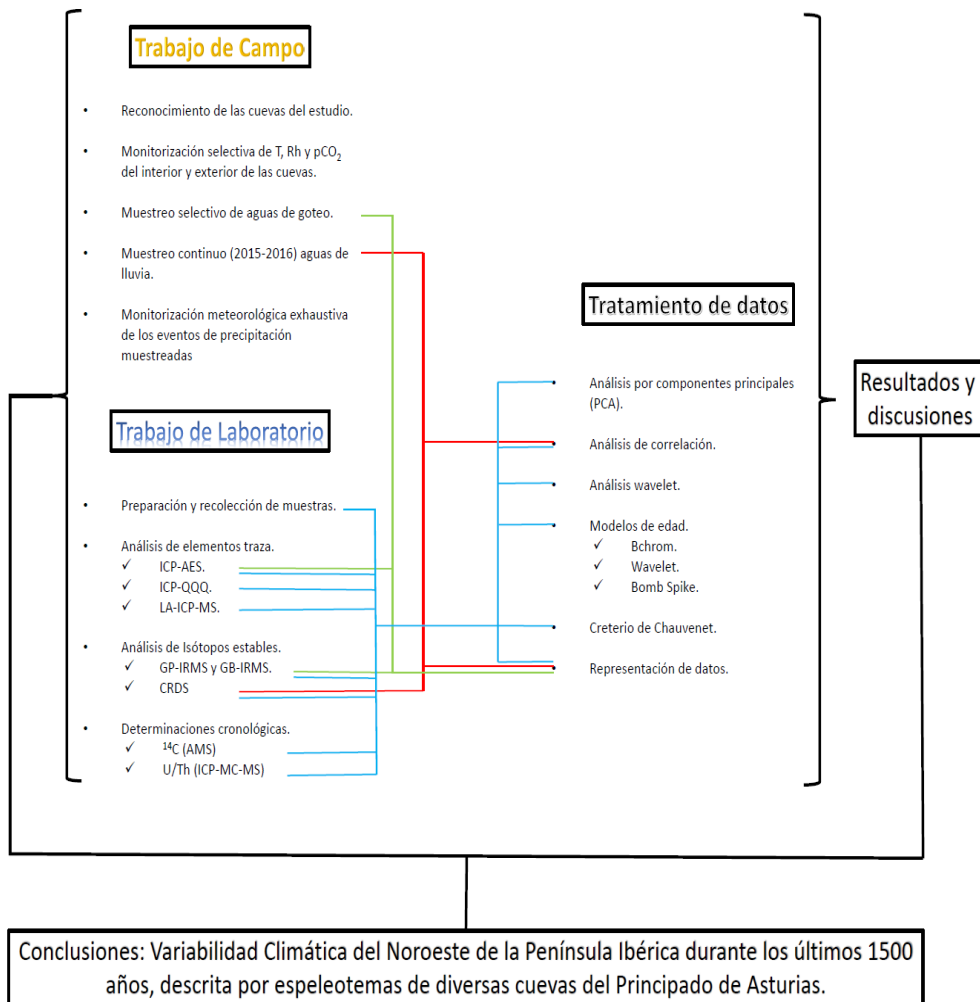 Trabajo de Campo
• Reconocimiento de las cuevas del estudio.
• Monitorización selectiva de T, Rh y pCO₂
del interior y exterior de las cuevas.
• Muestreo selectivo de aguas de goteo.
• Muestreo continuo (2015-2016) aguas de
lluvia.
• Monitorización meteorológica exhaustiva
de los eventos de precipitación
muestreadas
Trabajo de Laboratorio
• Preparación y recolección de muestras.
• Análisis de elementos traza.
✓ ICP-AES.
✓ ICP-QQQ.
✓ LA-ICP-MS.
• Análisis de Isótopos estables.
✓ GP-IRMS y GB-IRMS.
✓ CRDS
• Determinaciones cronológicas.
✓ ¹⁴C (AMS)
✓ U/Th (ICP-MC-MS)
Tratamiento de datos
• Análisis por componentes principales
(PCA).
• Análisis de correlación.
• Análisis wavelet.
• Modelos de edad.
✓ Bchrom.
✓ Wavelet.
✓ Bomb Spike.
• Creterio de Chauvenet.
• Representación de datos.
Resultados y
discusiones
Conclusiones: Variabilidad Climática del Noroeste de la Península Ibérica durante los últimos 1500
años, descrita por espeleotemas de diversas cuevas del Principado de Asturias.